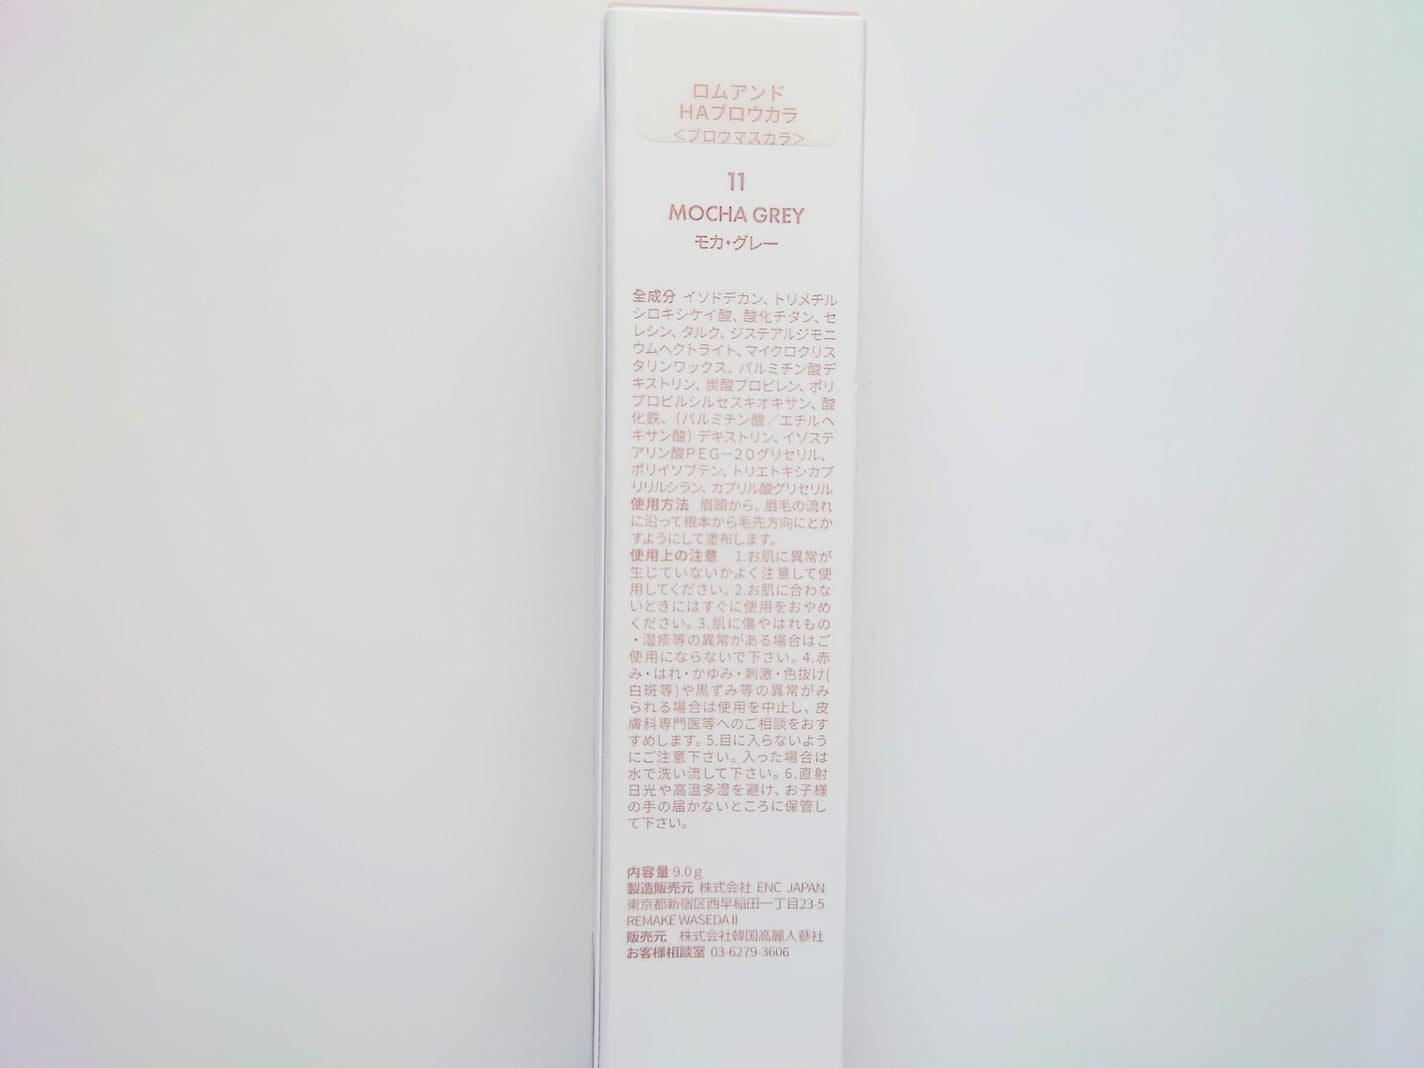 ロムアンド
HAブロウカラ
＜ブロウマスカラ＞
11
MOCHA GREY
モカ・グレー
全成分 イソドデカン、トリメチル
シロキシケイ酸、酸化チタン、セ
レシン、タルク、ジステアルジモニ
ウムヘクトライト、マイクロクリス
タリンワックス、パルミチン酸デ
キストリン、炭酸プロピレン、ポリ
プロピルシルセスキオキサン、酸
化鉄、（パルミチン酸／エチルヘ
キサン酸）デキストリン、イソステ
アリン酸PEG－20グリセリル、
ポリイソブテン、トリエトキシカプ
リリルシラン、カプリル酸グリセリル
使用方法 眉頭から、眉毛の流れ
に沿って根本から毛先方向にとか
すようにして塗布します。
使用上の注意 1.お肌に異常が
生じていないかよく注意して使
用してください。2.お肌に合わな
いときにはすぐに使用をおやめ
ください。3.肌に傷やはれもの
・湿疹等の異常がある場合はご
使用にならないで下さい。4.赤
み・はれ・かゆみ・刺激・色抜け(
白斑等)や黒ずみ等の異常がみ
られる場合は使用を中止し、皮
膚科専門医等へのご相談をおす
すめします。5.目に入らないよう
にご注意下さい。入った場合は
水で洗い流して下さい。6.直射
日光や高温多湿を避け、お子様
の手の届かないところに保管し
て下さい。
内容量 9.0g
製造販売元 株式会社 ENC JAPAN
東京都新宿区西早稲田一丁目23-5
REMAKE WASEDAⅡ
販売元 株式会社韓国高麗人蔘社
お客様相談室 03-6279-3606